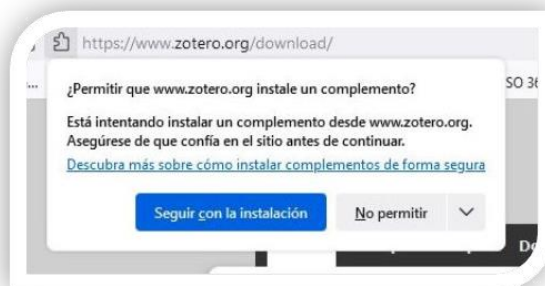 https://www.zotero.org/download/
SO 36
¿Permitir que www.zotero.org instale un complemento?
Está intentando instalar un complemento desde www.zotero.org.
Asegúrese de que confía en el sitio antes de continuar.
Descubra más sobre cómo instalar complementos de forma segura
Seguir con la instalación
No permitir